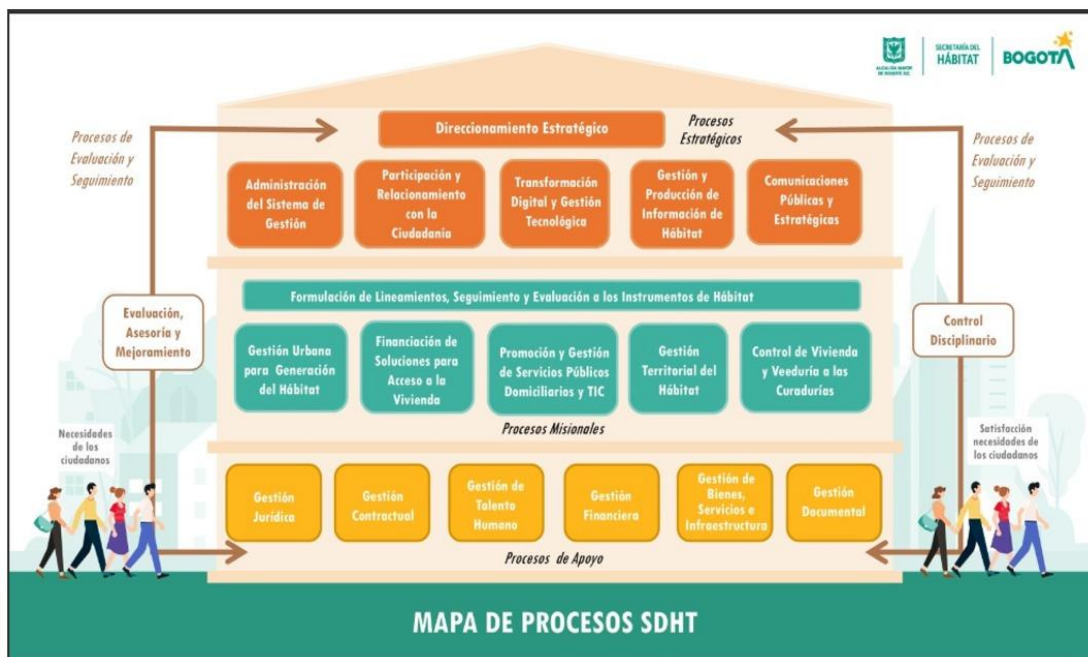 ALCALDÍA MAYOR
DE BOGOTÁ D.C.
SECRETARÍA DEL
HÁBITAT
BOGOTÁ
Procesos de
Evaluación y
Seguimiento
Direccionamiento Estratégico
Procesos
Estratégicos
Procesos de
Evaluación y
Seguimiento
Administración
del Sistema de
Gestión
Participación y
Relacionamiento
con la
Ciudadanía
Transformación
Digital y Gestión
Tecnológica
Gestión y
Producción de
Información de
Hábitat
Comunicaciones
Públicas y
Estratégicas
Formulación de Lineamientos, Seguimiento y Evaluación a los Instrumentos de Hábitat
Evaluación,
Asesoría y
Mejoramiento
Gestión Urbana
para Generación
del Hábitat
Financiación de
Soluciones para
Acceso a la
Vivienda
Promoción y Gestión
de Servicios Públicos
Domiciliarios y TIC
Gestión
Territorial del
Hábitat
Control de Vivienda
y Veeduría a las
Curadurías
Control
Disciplinario
Procesos Misionales
Necesidades
de los
ciudadanos
Satisfacción
necesidades de
los ciudadanos
Gestión
Jurídica
Gestión
Contractual
Gestión de
Talento
Humano
Gestión
Financiera
Gestión de
Bienes,
Servicios e
Infraestructura
Gestión
Documental
Procesos de Apoyo
MAPA DE PROCESOS SDHT